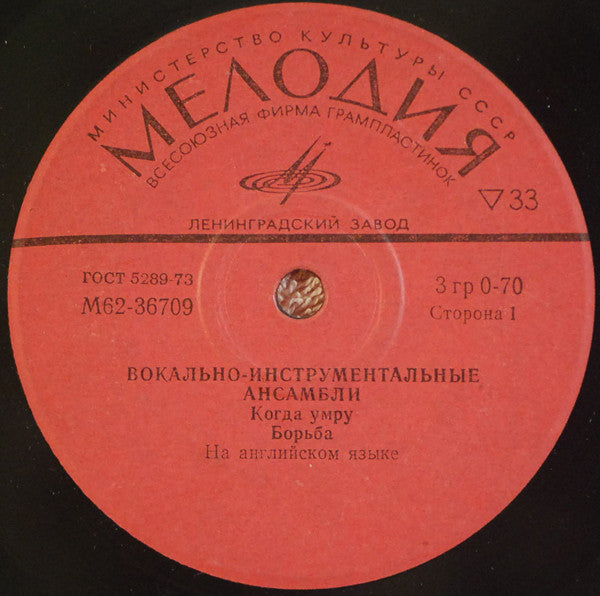 МИНИСТЕРСТВО КУЛЬТУРЫ СССР
МЕЛОДИЯ
ВСЕСОЮЗНАЯ ФИРМА ГРАМПЛАСТИНОК
▽33
ЛЕНИНГРАДСКИЙ ЗАВОД
ГОСТ 5289-73
М62-36709
3 гр 0-70
Сторона I
ВОКАЛЬНО-ИНСТРУМЕНТАЛЬНЫЕ
АНСАМБЛИ
Когда умру
Борьба
На английском языке